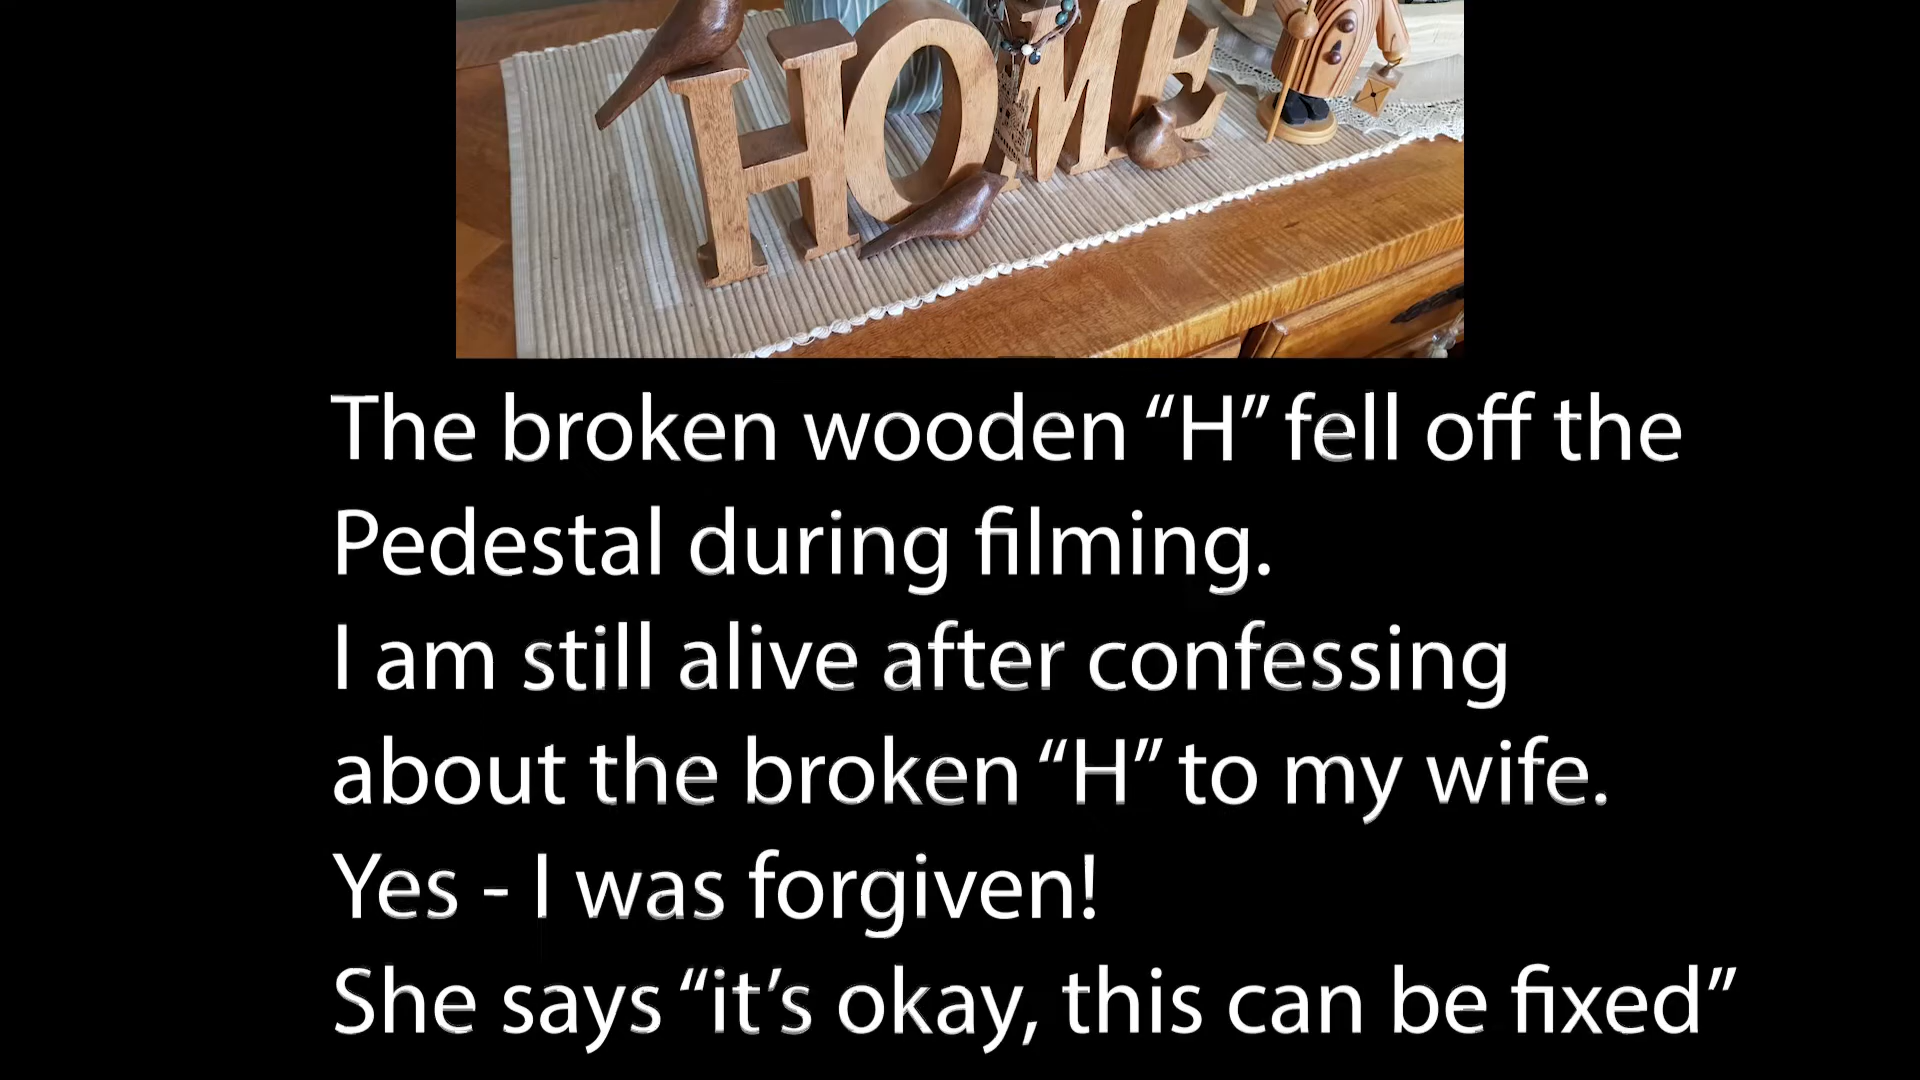 HOME
The broken wooden “H” fell off the
Pedestal during filming.
I am still alive after confessing
about the broken “H” to my wife.
Yes - I was forgiven!
She says “it’s okay, this can be fixed”